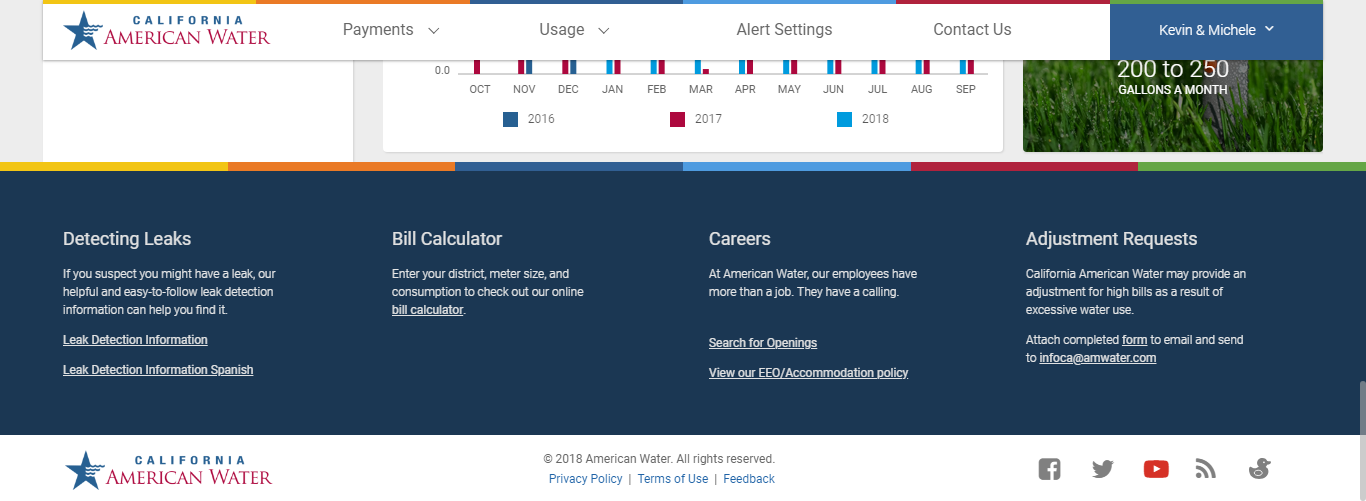 CALIFORNIA
AMERICAN WATER
Payments
Usage
Alert Settings
Contact Us
Kevin & Michele
0.0
OCT NOV DEC JAN FEB MAR APR MAY JUN JUL AUG SEP
2016 2017 2018
200 to 250
GALLONS A MONTH
Detecting Leaks
If you suspect you might have a leak, our
helpful and easy-to-follow leak detection
information can help you find it.
Leak Detection Information
Leak Detection Information Spanish
Bill Calculator
Enter your district, meter size, and
consumption to check out our online
bill calculator.
Careers
At American Water, our employees have
more than a job. They have a calling.
Search for Openings
View our EEO/Accommodation policy
Adjustment Requests
California American Water may provide an
adjustment for high bills as a result of
excessive water use.
Attach completed form to email and send
to infoca@amwater.com
CALIFORNIA
AMERICAN WATER
© 2018 American Water. All rights reserved.
Privacy Policy | Terms of Use | Feedback